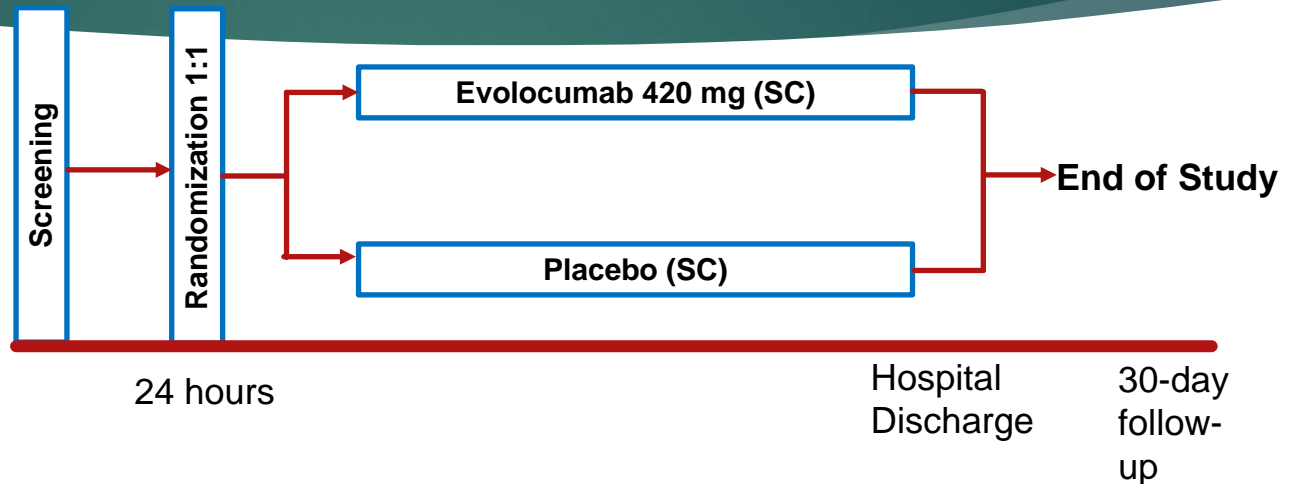 Screening
Randomization 1:1
Evolocumab 420 mg (SC)
Placebo (SC)
End of Study
24 hours
Hospital
Discharge
30-day
follow-
up